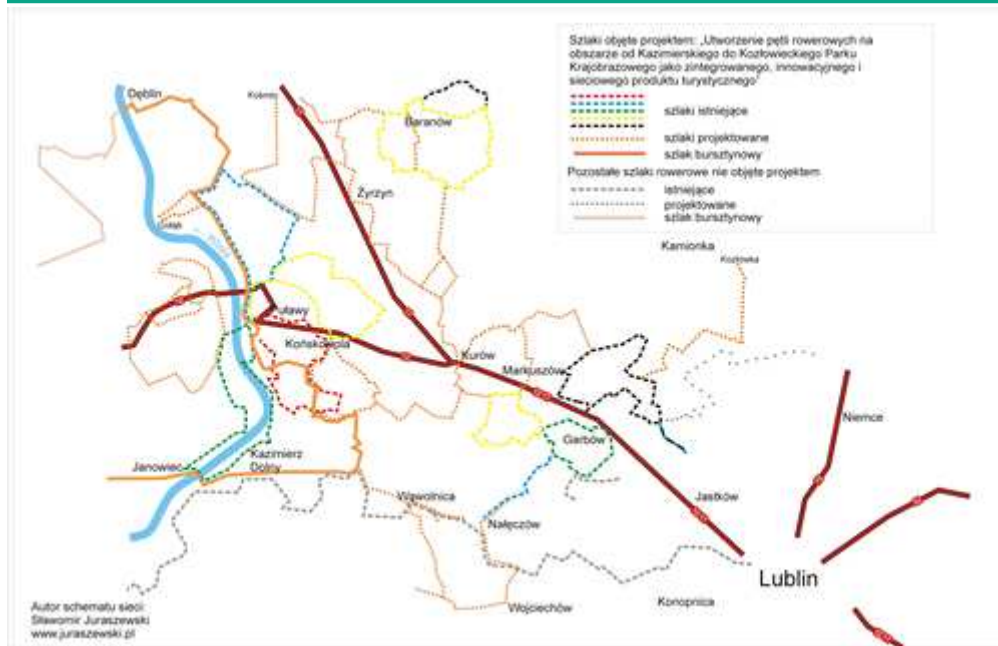 Szlaki objęte projektem: „Utworzenie pętli rowerowych na
obszarze od Kazimierskiego do Kozłowieckiego Parku
Krajobrazowego jako zintegrowanego, innowacyjnego i
sieciowego produktu turystycznego”
szlaki istniejące
szlaki projektowane
szlak bursztynowy
Pozostałe szlaki rowerowe nie objęte projektem
istniejące
projektowane
szlak bursztynowy
Dęblin
Baranów
Żyrzyn
Gołąb
Kamionka
Kozłówka
Puławy
Końskowola
Kurów
Markuszów
Niemce
Garbów
Janowiec
Kazimierz
Dolny
Wąwolnica
Jastków
Nałęczów
Lublin
Wojciechów
Konopnica
Autor schematu sieci:
Sławomir Juraszewski
www.juraszewski.pl